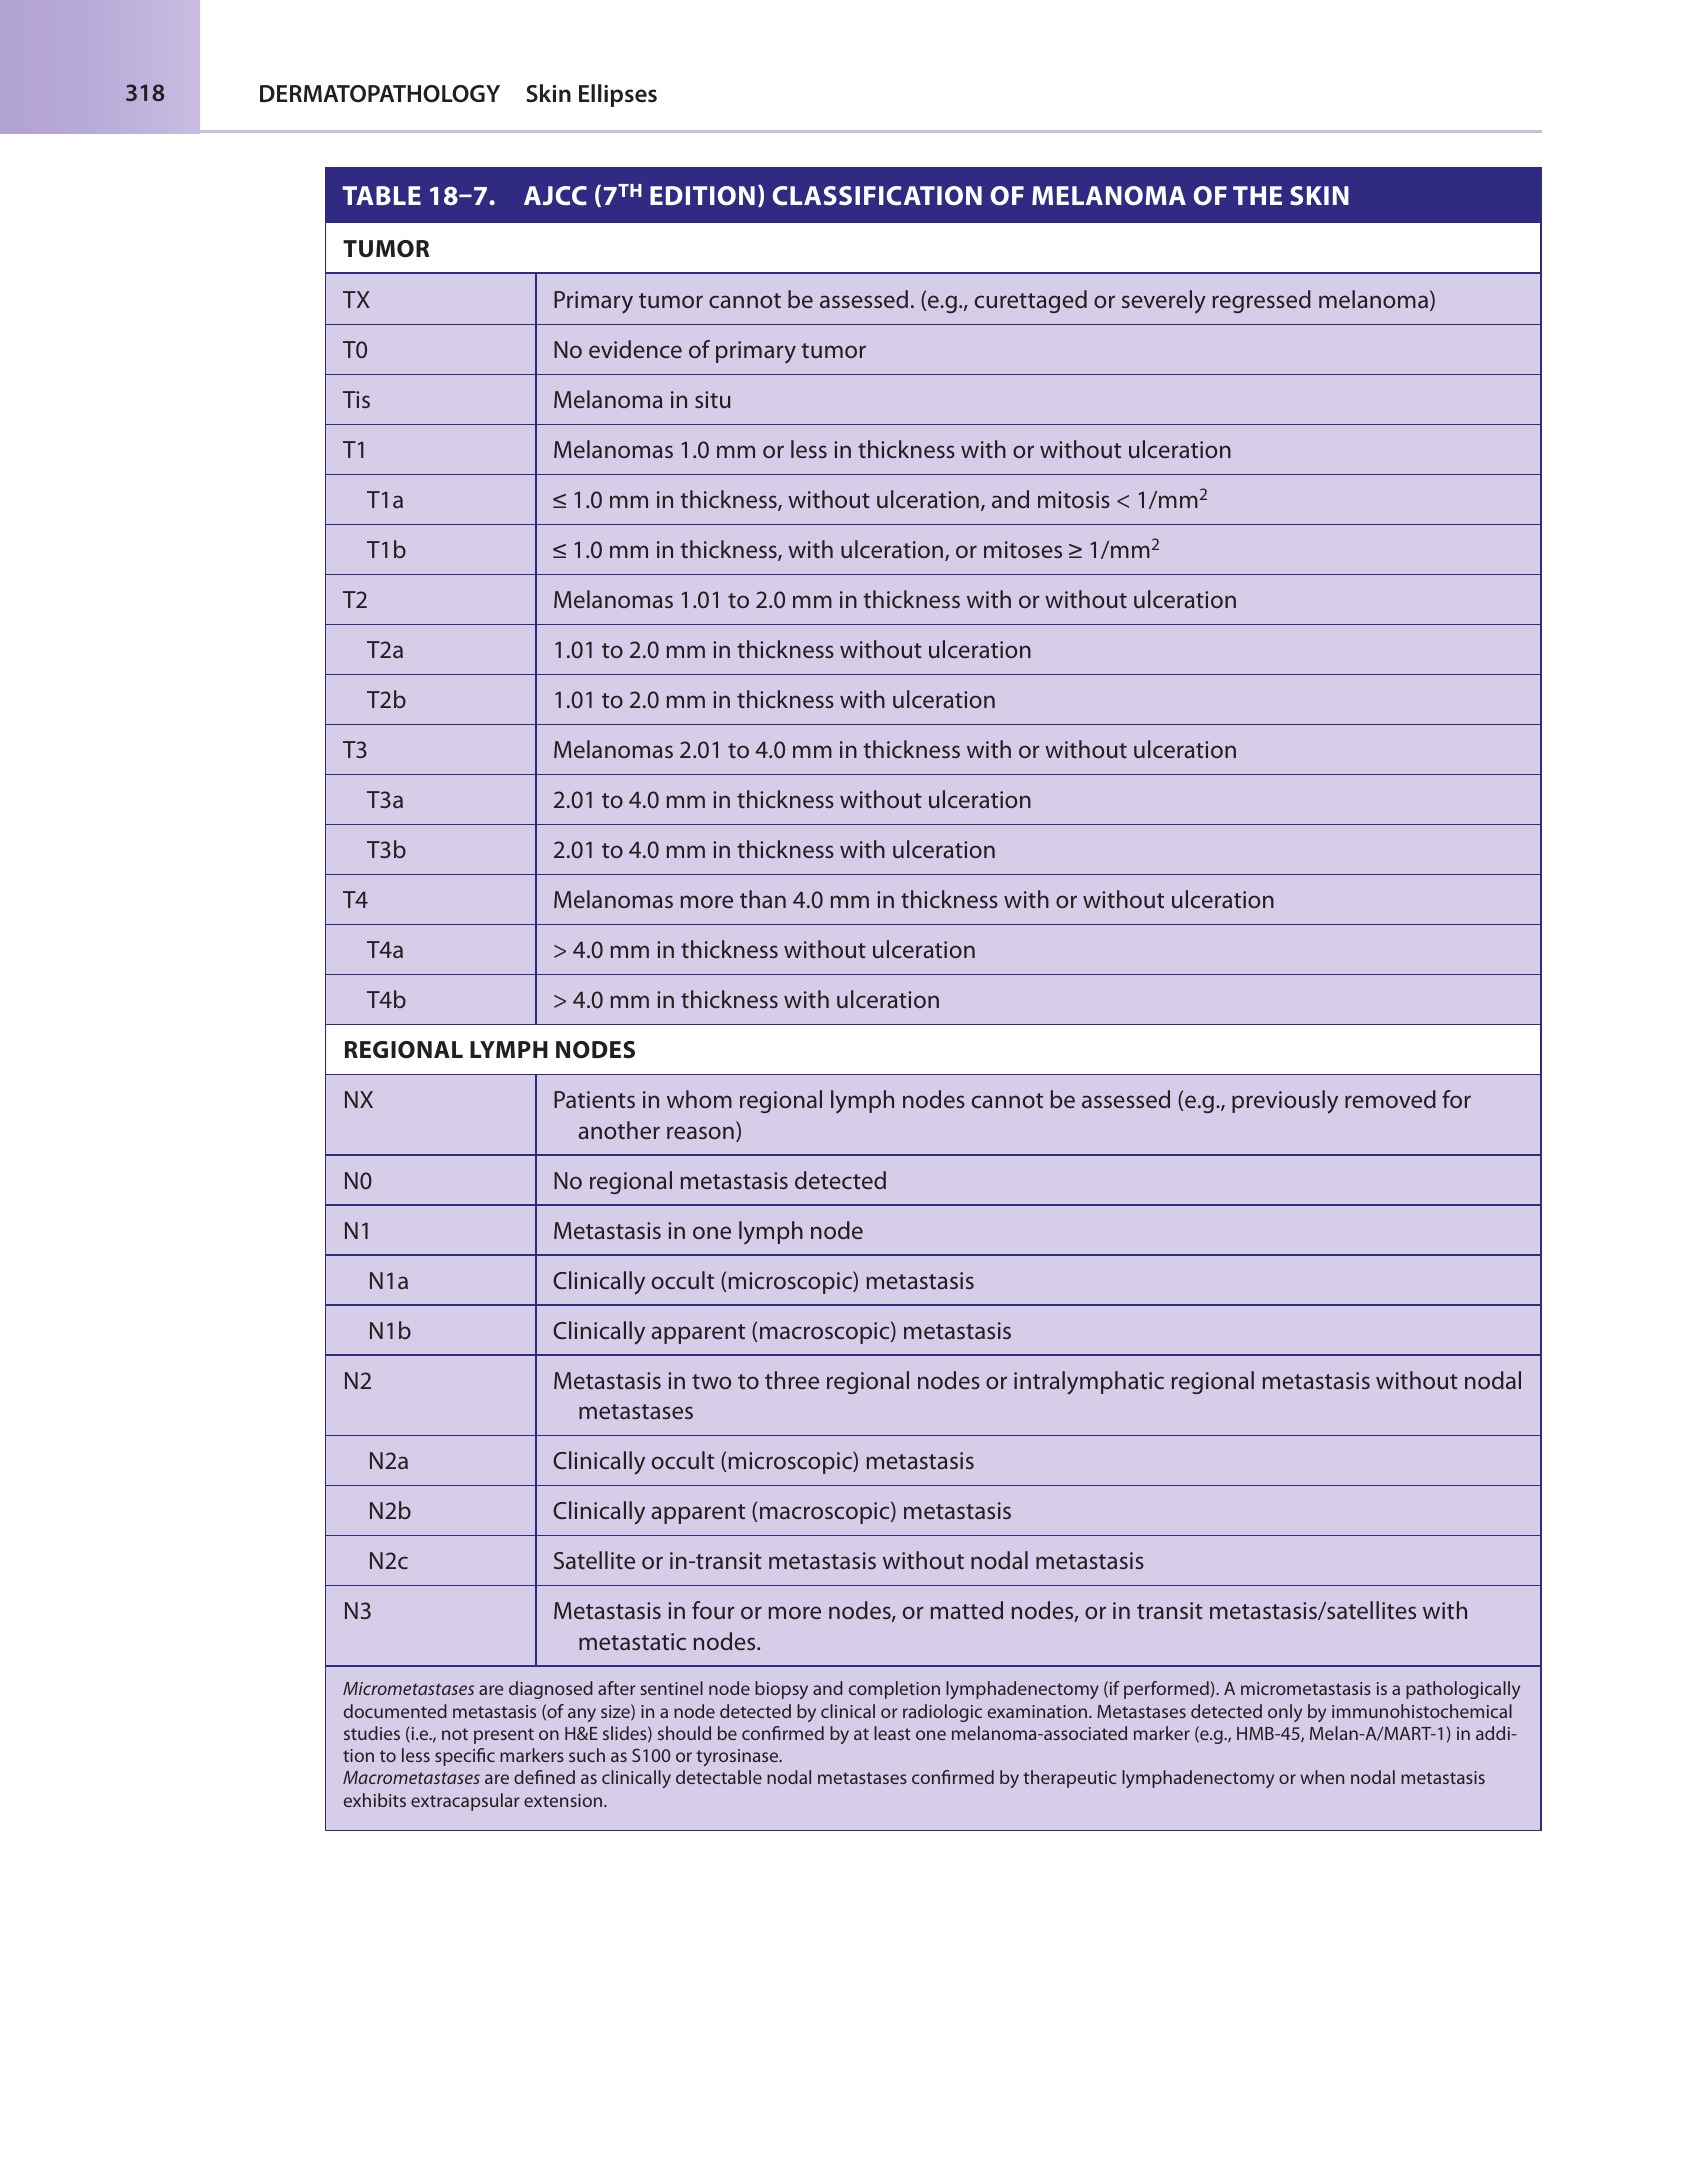 318
DERMATOPATHOLOGY Skin Ellipses
TABLE 18–7. AJCC (7TH EDITION) CLASSIFICATION OF MELANOMA OF THE SKIN
TUMOR
TX Primary tumor cannot be assessed. (e.g., curettaged or severely regressed melanoma)
T0 No evidence of primary tumor
Tis Melanoma in situ
T1 Melanomas 1.0 mm or less in thickness with or without ulceration
T1a ≤ 1.0 mm in thickness, without ulceration, and mitosis < 1/mm²
T1b ≤ 1.0 mm in thickness, with ulceration, or mitoses ≥ 1/mm²
T2 Melanomas 1.01 to 2.0 mm in thickness with or without ulceration
T2a 1.01 to 2.0 mm in thickness without ulceration
T2b 1.01 to 2.0 mm in thickness with ulceration
T3 Melanomas 2.01 to 4.0 mm in thickness with or without ulceration
T3a 2.01 to 4.0 mm in thickness without ulceration
T3b 2.01 to 4.0 mm in thickness with ulceration
T4 Melanomas more than 4.0 mm in thickness with or without ulceration
T4a > 4.0 mm in thickness without ulceration
T4b > 4.0 mm in thickness with ulceration
REGIONAL LYMPH NODES
NX Patients in whom regional lymph nodes cannot be assessed (e.g., previously removed for
another reason)
N0 No regional metastasis detected
N1 Metastasis in one lymph node
N1a Clinically occult (microscopic) metastasis
N1b Clinically apparent (macroscopic) metastasis
N2 Metastasis in two to three regional nodes or intralymphatic regional metastasis without nodal
metastases
N2a Clinically occult (microscopic) metastasis
N2b Clinically apparent (macroscopic) metastasis
N2c Satellite or in-transit metastasis without nodal metastasis
N3 Metastasis in four or more nodes, or matted nodes, or in transit metastasis/satellites with
metastatic nodes.
Micrometastases are diagnosed after sentinel node biopsy and completion lymphadenectomy (if performed). A micrometastasis is a pathologically
documented metastasis (of any size) in a node detected by clinical or radiologic examination. Metastases detected only by immunohistochemical
studies (i.e., not present on H&E slides) should be confirmed by at least one melanoma-associated marker (e.g., HMB-45, Melan-A/MART-1) in addi-
tion to less specific markers such as S100 or tyrosinase.
Macrometastases are defined as clinically detectable nodal metastases confirmed by therapeutic lymphadenectomy or when nodal metastasis
exhibits extracapsular extension.